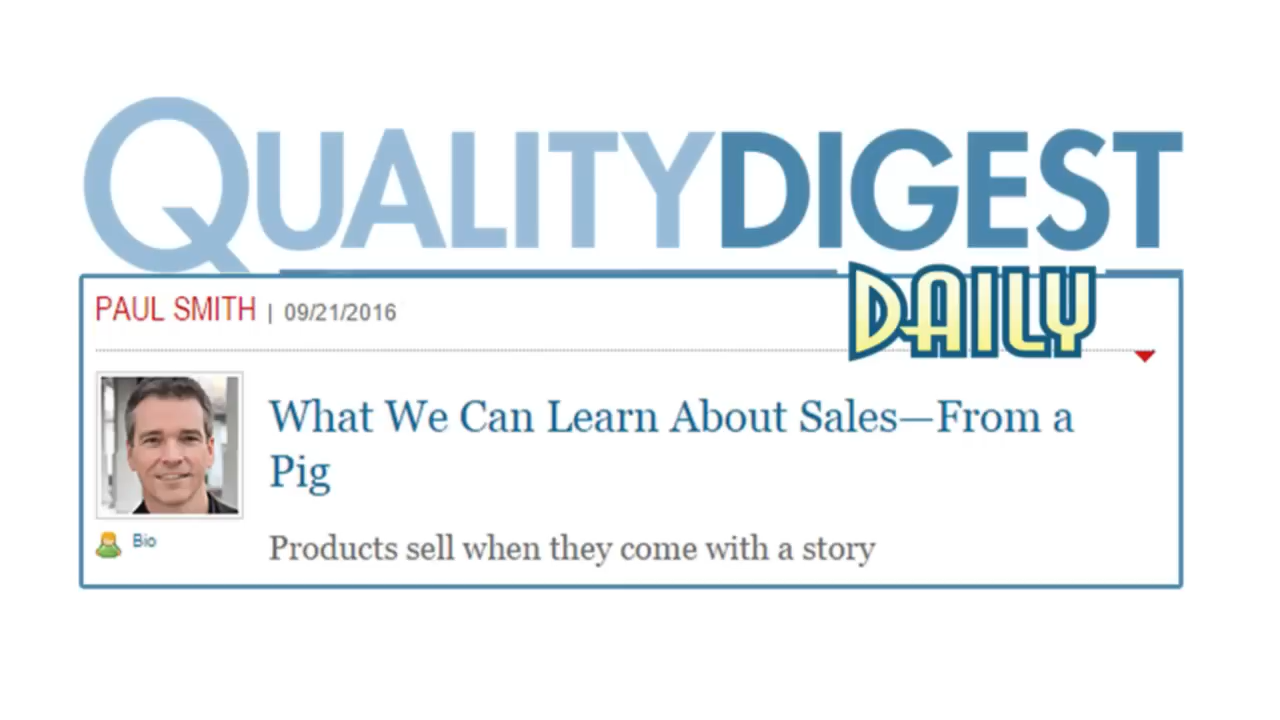 QUALITYDIGEST
DAILY
PAUL SMITH | 09/21/2016
What We Can Learn About Sales—From a
Pig
Bio
Products sell when they come with a story